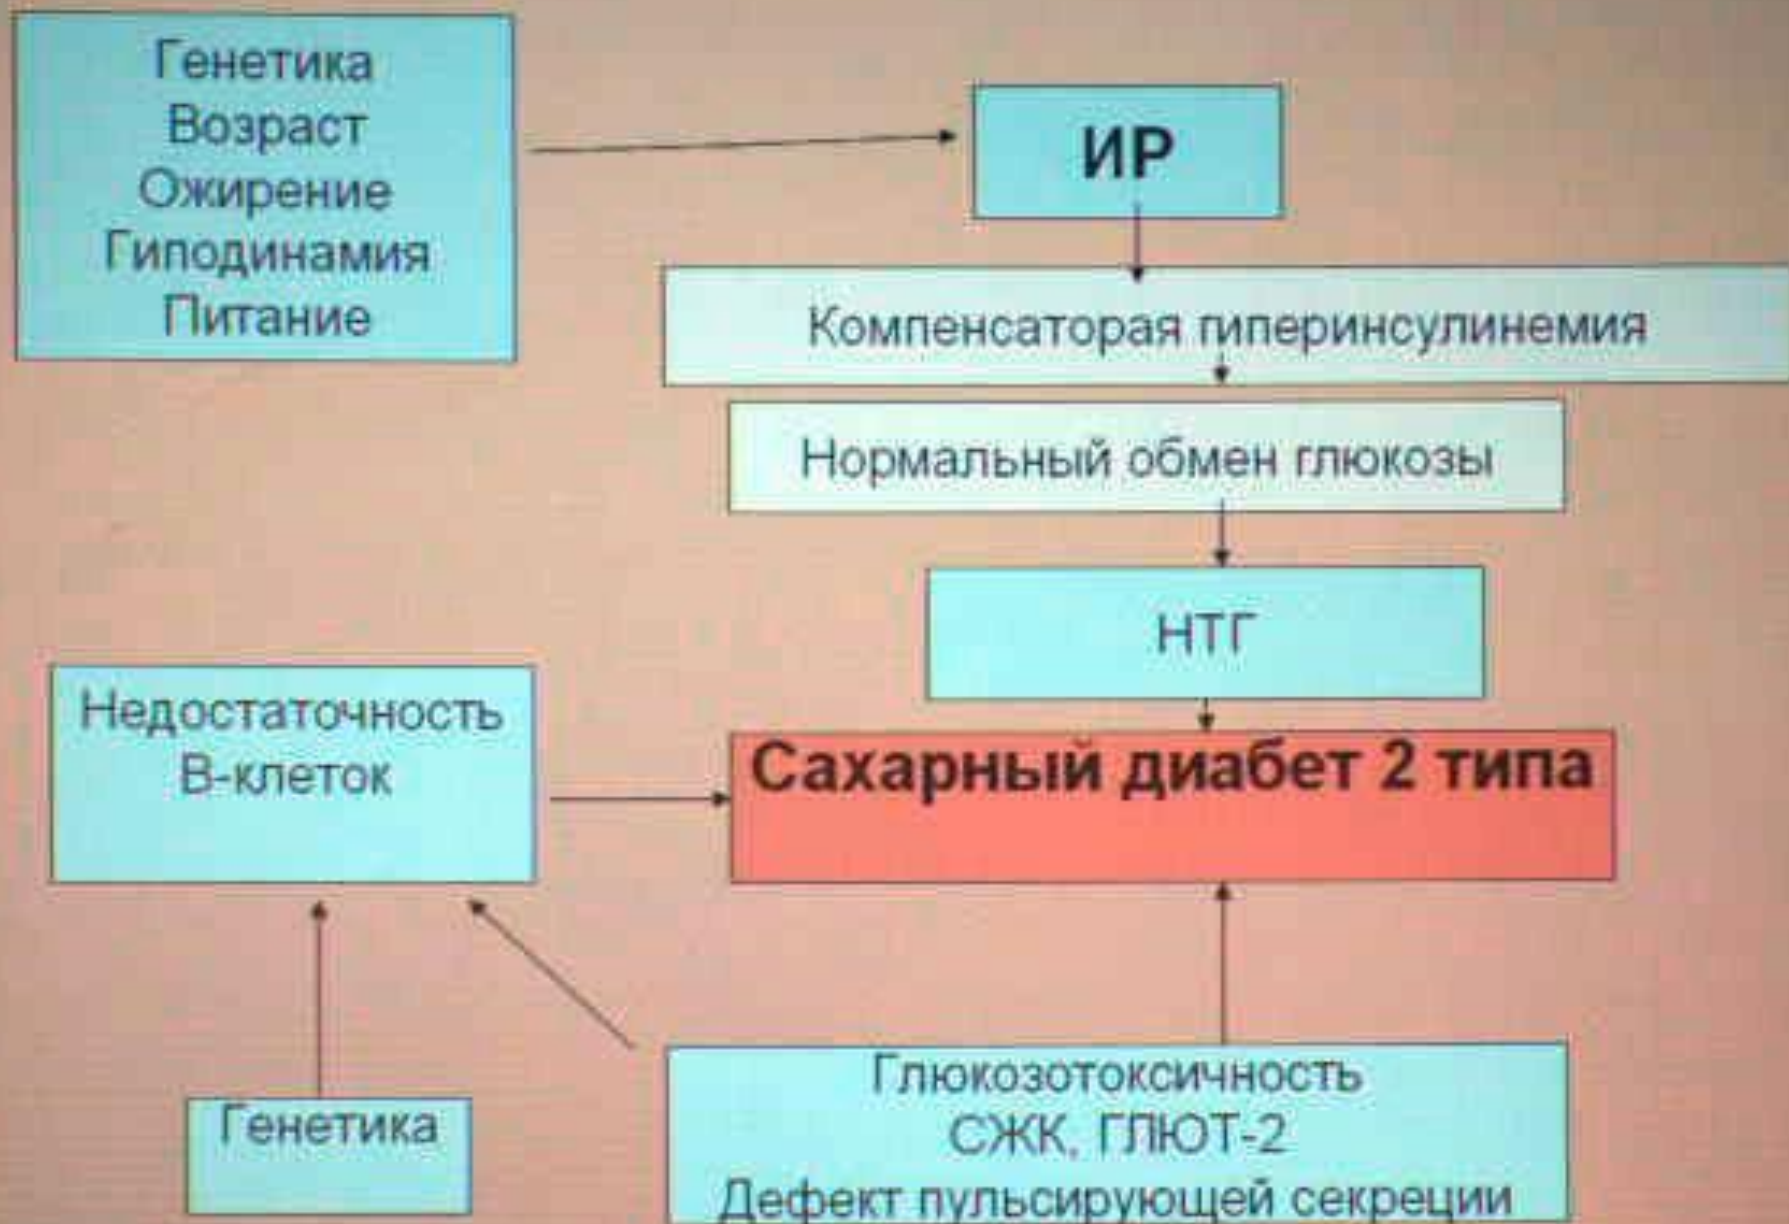 Генетика
Возраст
Ожирение
Гиподинамия
Питание
ИР
Компенсаторая гиперинсулинемия
Нормальный обмен глюкозы
НТГ
Недостаточность
В-клеток
Сахарный диабет 2 типа
Генетика
Глюкозотоксичность
СЖК, ГЛЮТ-2
Дефект пульсирующей секреции